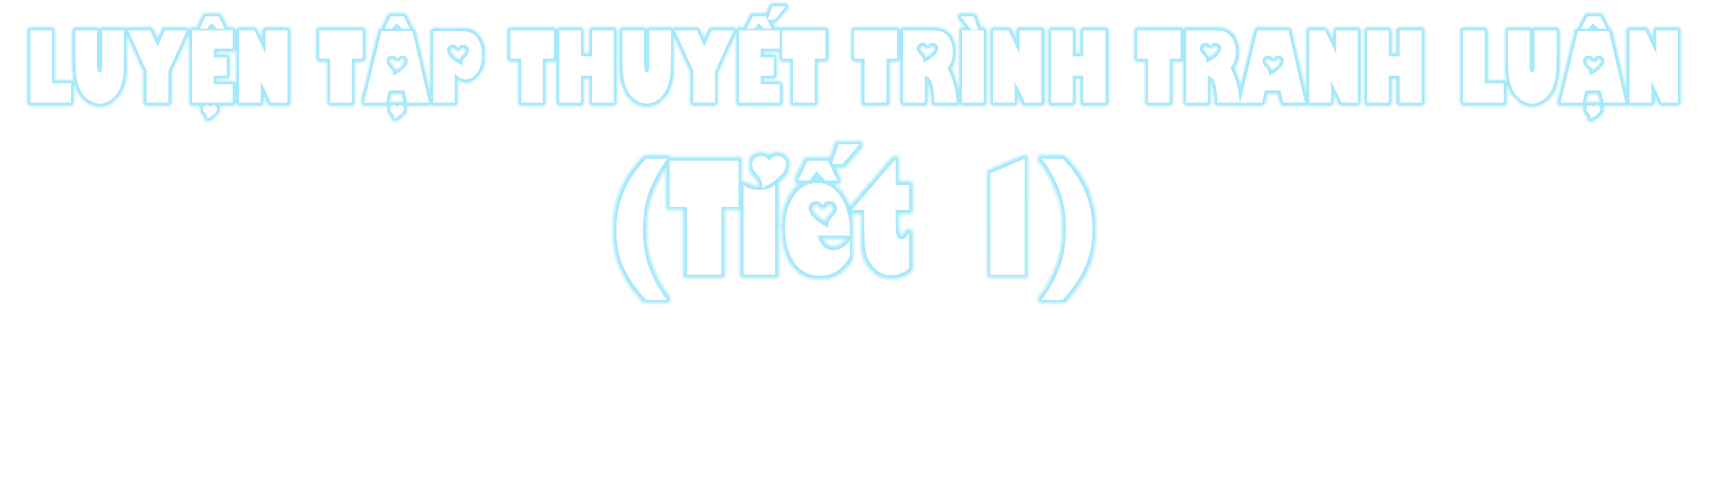 LUYỆN TẬP THUYẾT TRÌNH TRANH LUẬN
(Tiết 1)